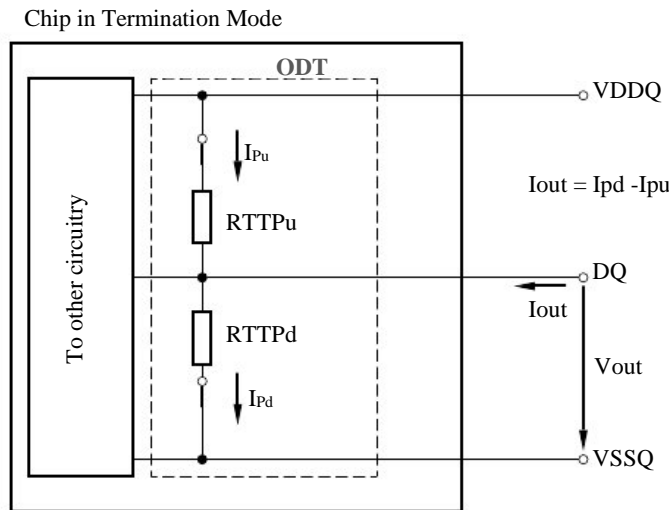 Chip in Termination Mode
ODT
VDDQ
IPu
Iout = Ipd -Ipu
RTTPu
To other circuitry
DQ
Iout
RTTPd
Vout
IPd
VSSQ